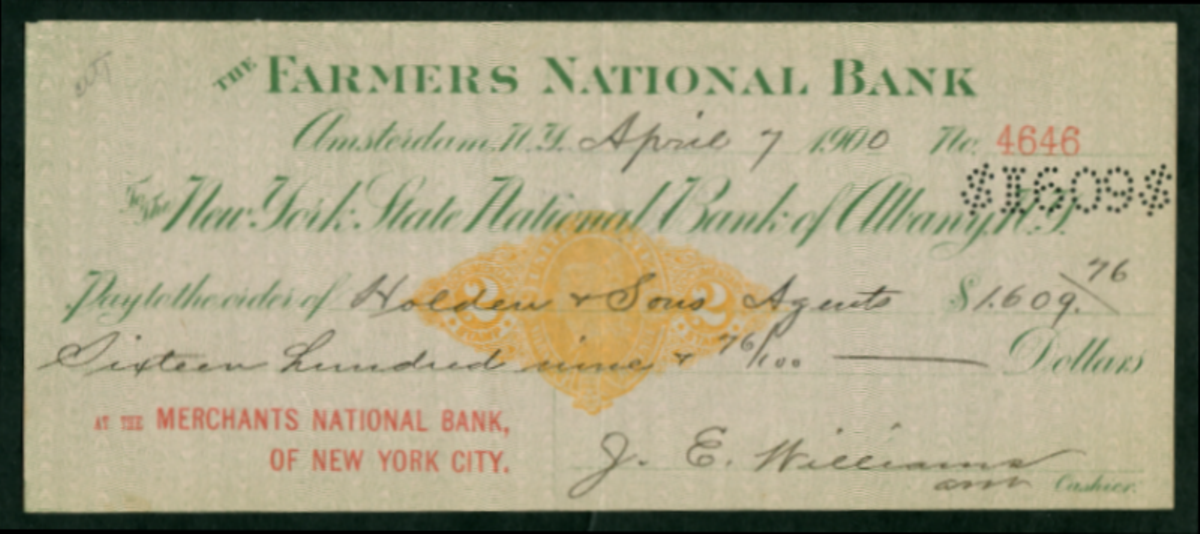 THE FARMERS NATIONAL BANK
Amsterdam, N.Y. April 7 1900 No. 4646
$1609$
To the New York State National Bank of Albany, N.Y.
Pay to the order of Holden & Sons Agents $1.609.76
2 2
Sixteen hundred nine & 76/100 Dollars
AT THE MERCHANTS NATIONAL BANK,
OF NEW YORK CITY.
J. E. Williams
Cashier.